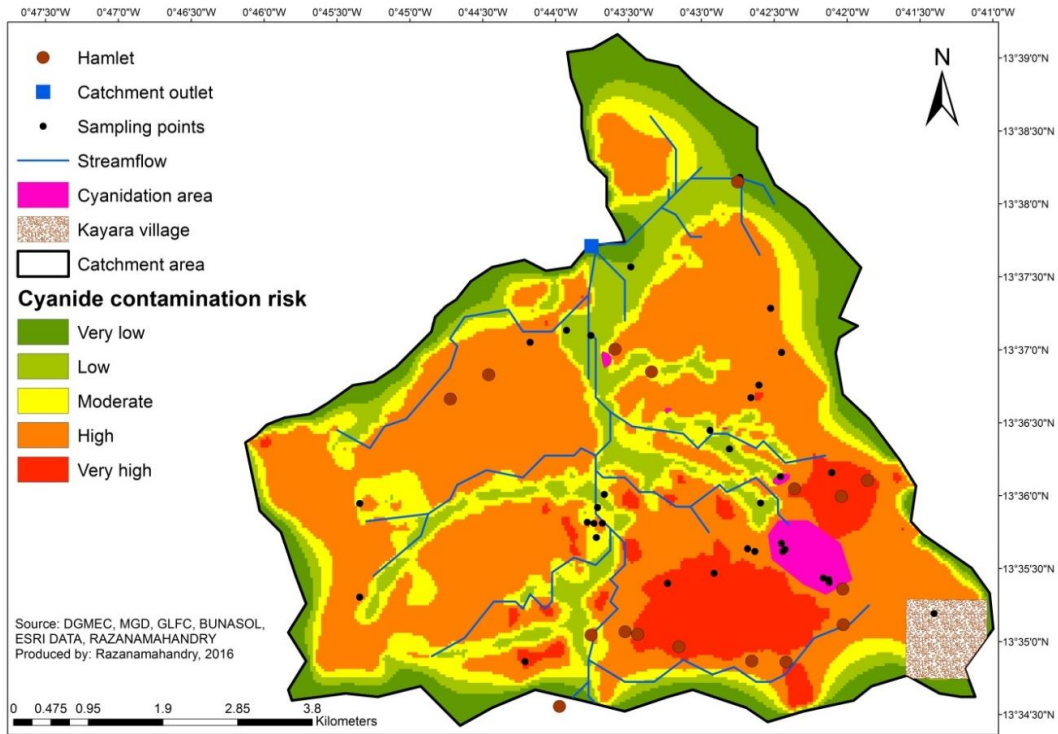 0°47'30"W 0°47'0"W 0°46'30"W 0°46'0"W 0°45'30"W 0°45'0"W 0°44'30"W 0°44'0"W 0°43'30"W 0°43'0"W 0°42'30"W 0°42'0"W 0°41'30"W 0°41'0"W
Hamlet
Catchment outlet
Sampling points
Streamflow
Cyanidation area
Kayara village
Catchment area
Cyanide contamination risk
Very low
Low
Moderate
High
Very high
N
13°39'0"N
13°38'30"N
13°38'0"N
13°37'30"N
13°37'0"N
13°36'30"N
13°36'0"N
13°35'30"N
13°35'0"N
13°34'30"N
Source: DGMEC, MGD, GLFC, BUNASOL,
ESRI DATA, RAZANAMAHANDRY
Produced by: Razanamahandry, 2016
0 0.475 0.95 1.9 2.85 3.8
Kilometers